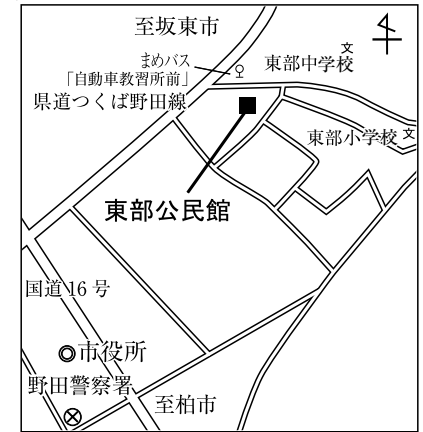 至坂東市
文
東部中学校
まめバス
「自動車教習所前」
県道つくば野田線
東部小学校
文
東部公民館
国道16号
市役所
野田警察署
至柏市